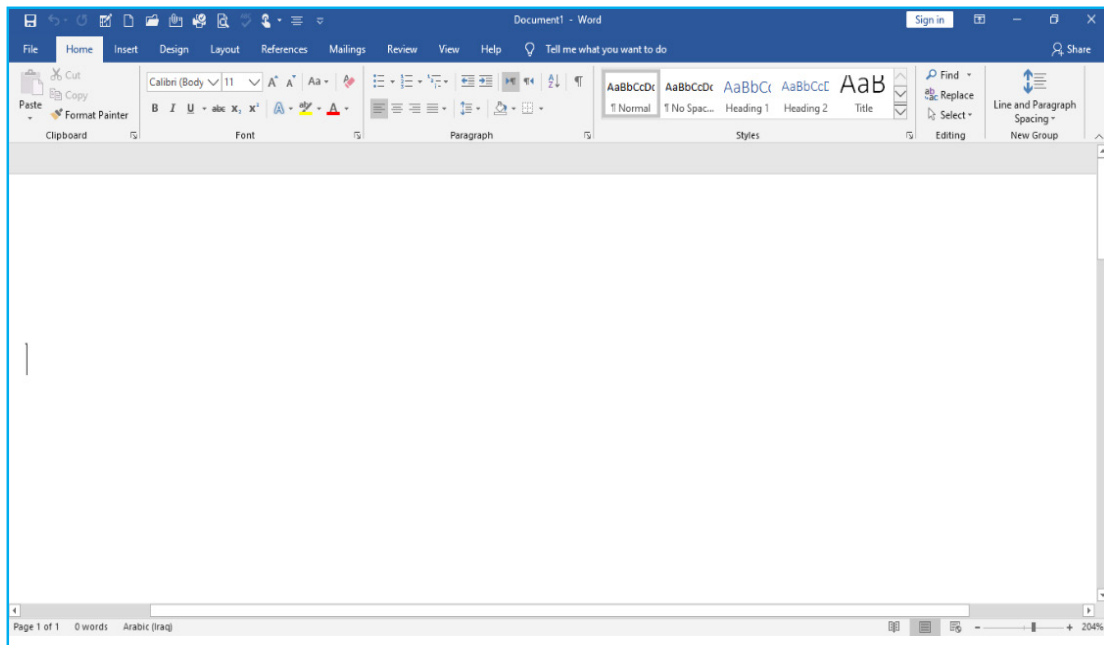 Document1 - Word
Sign in
File Home Insert Design Layout References Mailings Review View Help Tell me what you want to do Share
Paste
Cut
Copy
Format Painter
Clipboard
Calibri (Body 11 A A Aa
B I U abc X₂ X² A aby A
Font
Paragraph
AaBbCcDc AaBbCcDc AaBbC( AaBbCcE AaB
¶ Normal ¶ No Spac... Heading 1 Heading 2 Title
Styles
Find
Replace
Select
Editing
Line and Paragraph
Spacing
New Group
Page 1 of 1 0 words Arabic (Iraq) 204%